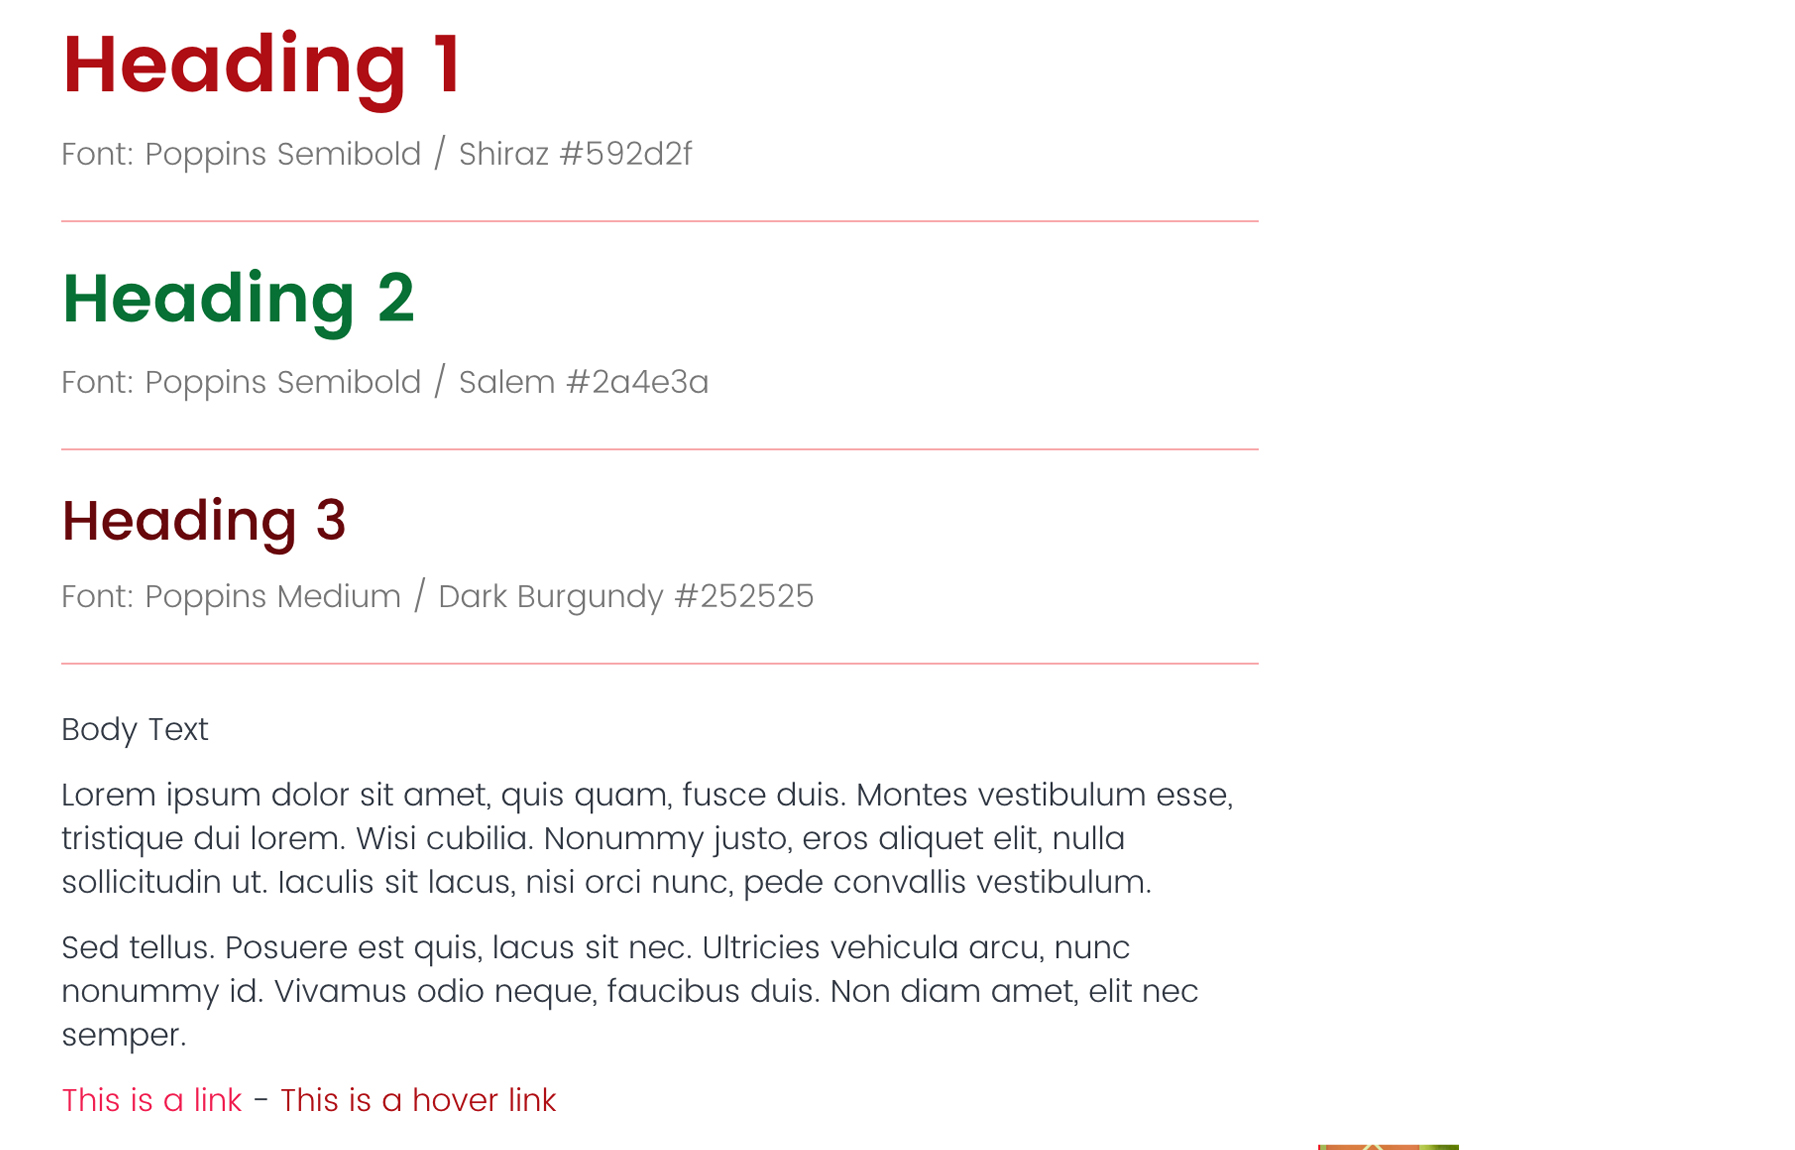 Heading 1
Font: Poppins Semibold / Shiraz #592d2f
Heading 2
Font: Poppins Semibold / Salem #2a4e3a
Heading 3
Font: Poppins Medium / Dark Burgundy #252525
Body Text
Lorem ipsum dolor sit amet, quis quam, fusce duis. Montes vestibulum esse,
tristique dui lorem. Wisi cubilia. Nonummy justo, eros aliquet elit, nulla
sollicitudin ut. Iaculis sit lacus, nisi orci nunc, pede convallis vestibulum.
Sed tellus. Posuere est quis, lacus sit nec. Ultricies vehicula arcu, nunc
nonummy id. Vivamus odio neque, faucibus duis. Non diam amet, elit nec
semper.
This is a link - This is a hover link